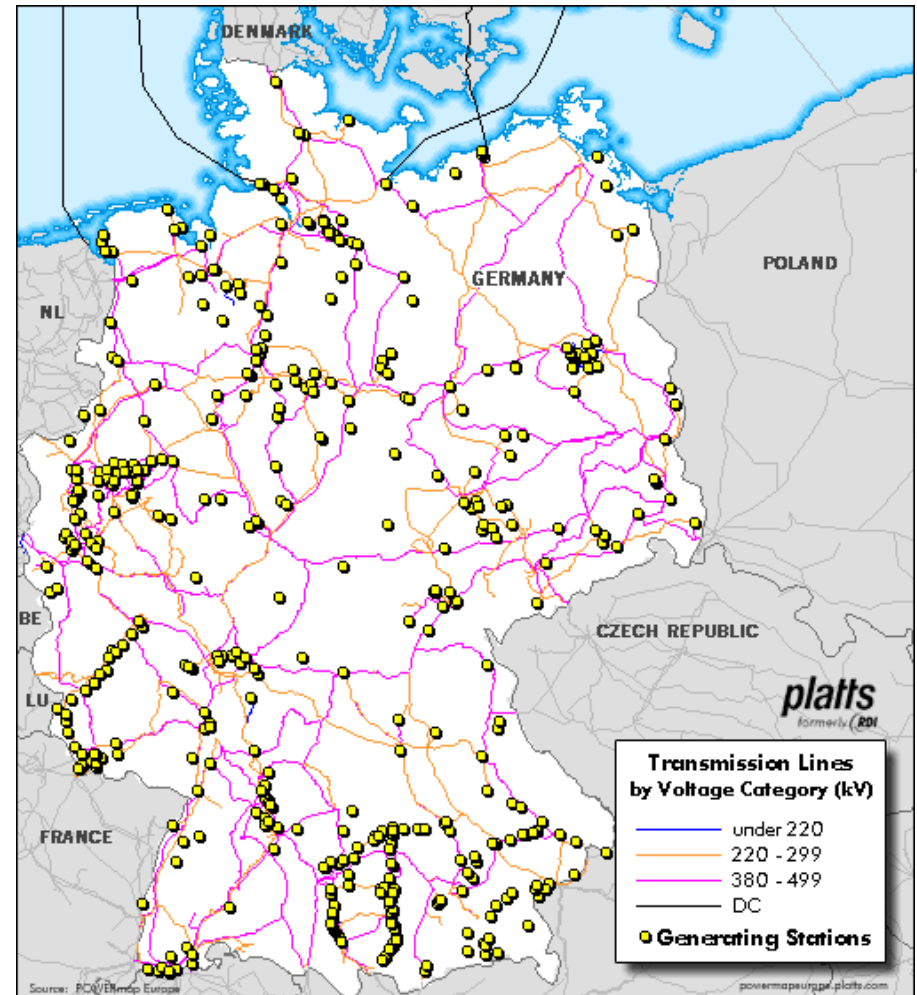 DENMARK
POLAND
GERMANY
NL
BE
CZECH REPUBLIC
LU
platts
formerly RDI
FRANCE
Transmission Lines
by Voltage Category (kV)
under 220
220 - 299
380 - 499
DC
Generating Stations
Source: POWERmap Europe
powermapeurope.platts.com